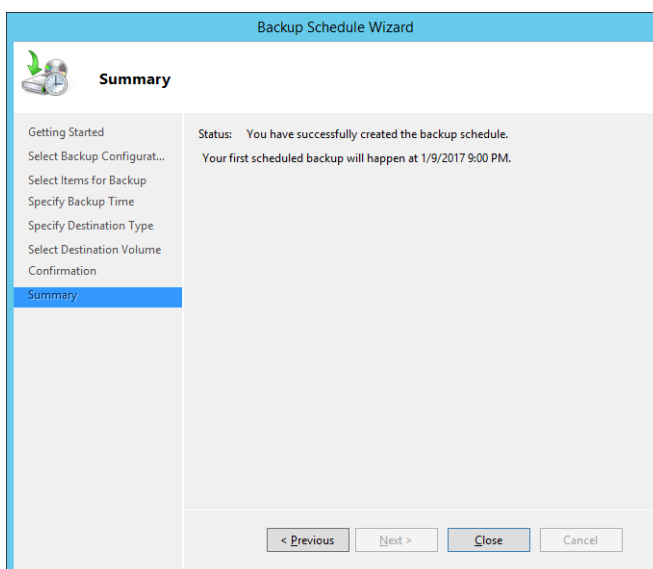 Backup Schedule Wizard
Summary
Getting Started
Select Backup Configurat...
Select Items for Backup
Specify Backup Time
Specify Destination Type
Select Destination Volume
Confirmation
Summary
Status: You have successfully created the backup schedule.
Your first scheduled backup will happen at 1/9/2017 9:00 PM.
< Previous Next > Close Cancel